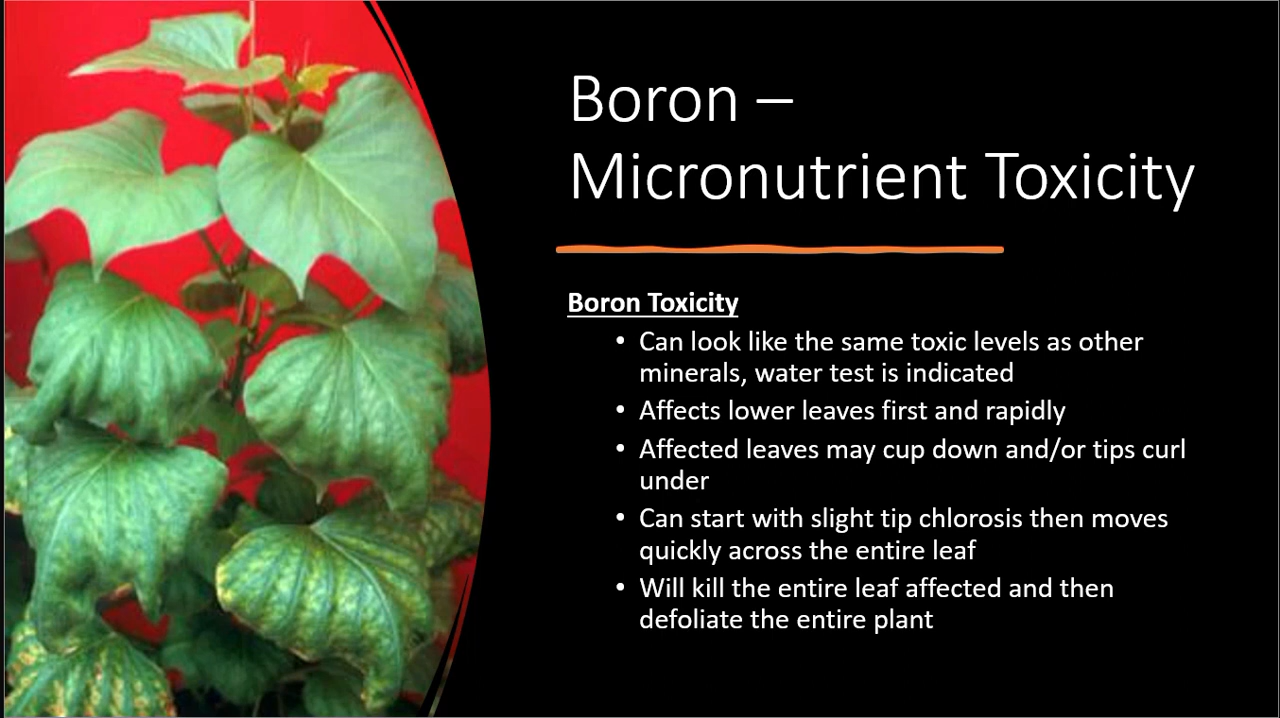 Boron –
Micronutrient Toxicity
Boron Toxicity
• Can look like the same toxic levels as other
minerals, water test is indicated
• Affects lower leaves first and rapidly
• Affected leaves may cup down and/or tips curl
under
• Can start with slight tip chlorosis then moves
quickly across the entire leaf
• Will kill the entire leaf affected and then
defoliate the entire plant